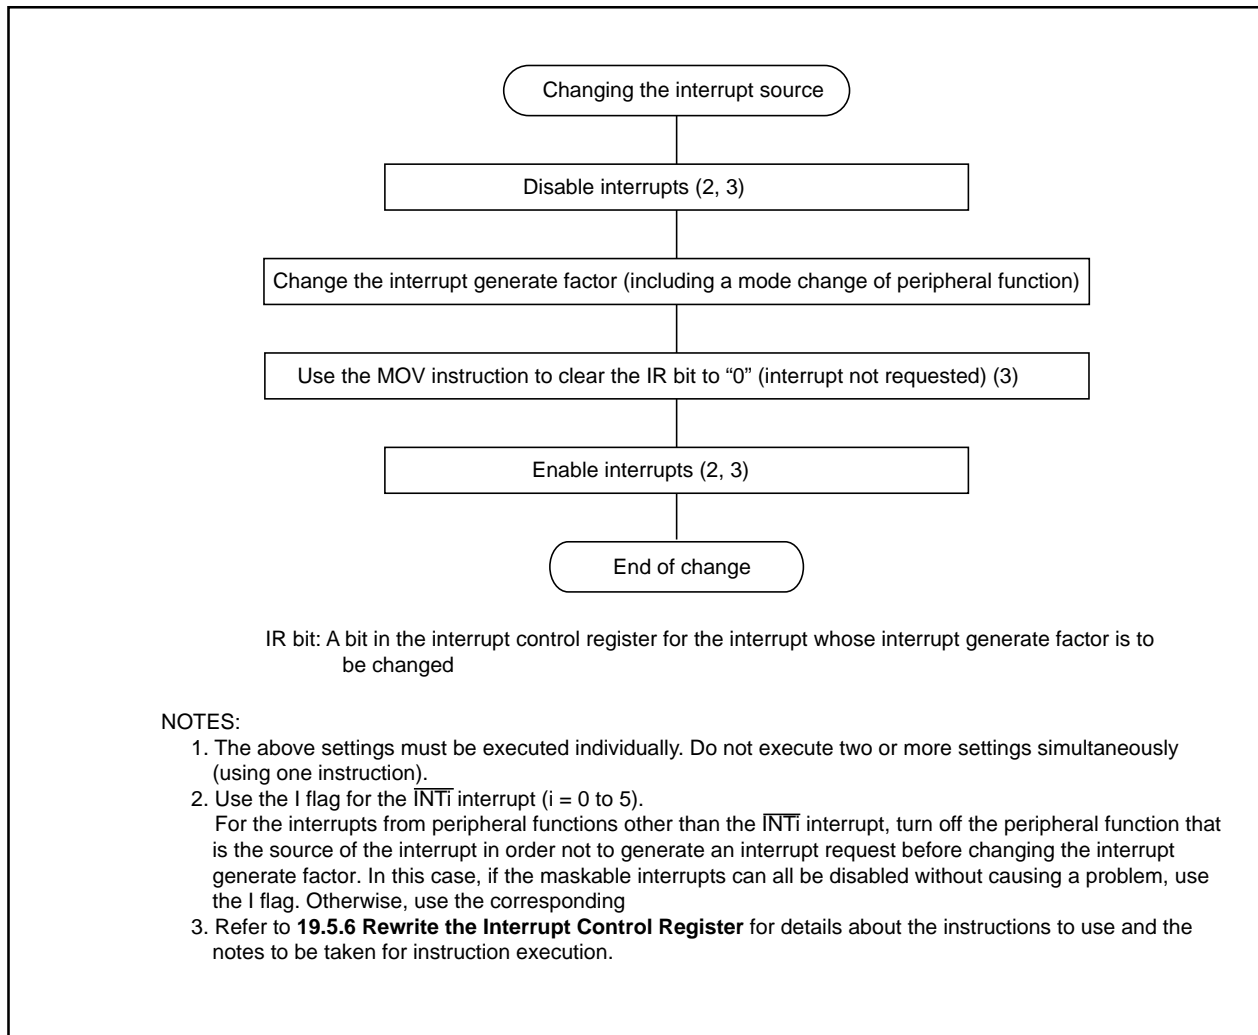 Changing the interrupt source
Disable interrupts (2, 3)
Change the interrupt generate factor (including a mode change of peripheral function)
Use the MOV instruction to clear the IR bit to “0” (interrupt not requested) (3)
Enable interrupts (2, 3)
End of change
IR bit: A bit in the interrupt control register for the interrupt whose interrupt generate factor is to
be changed
NOTES:
1. The above settings must be executed individually. Do not execute two or more settings simultaneously
(using one instruction).
2. Use the I flag for the I̅N̅T̅i̅ interrupt (i = 0 to 5).
For the interrupts from peripheral functions other than the I̅N̅T̅i̅ interrupt, turn off the peripheral function that
is the source of the interrupt in order not to generate an interrupt request before changing the interrupt
generate factor. In this case, if the maskable interrupts can all be disabled without causing a problem, use
the I flag. Otherwise, use the corresponding
3. Refer to 19.5.6 Rewrite the Interrupt Control Register for details about the instructions to use and the
notes to be taken for instruction execution.